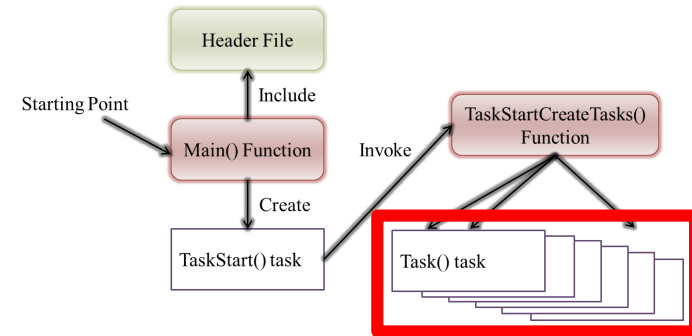 Header File
Starting Point
Include
Main() Function
TaskStartCreateTasks()
Function
Invoke
Create
TaskStart() task
Task() task